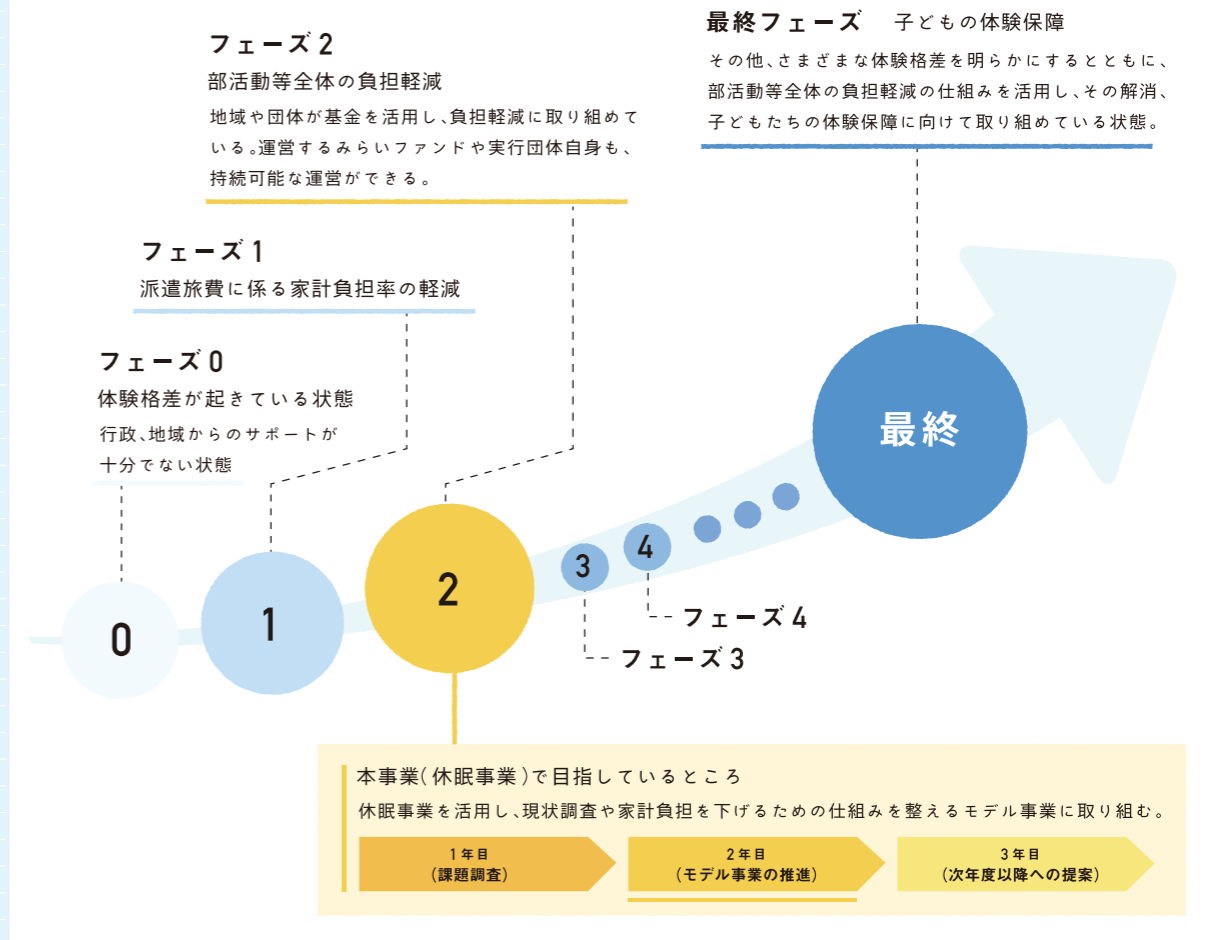 最終フェーズ 子どもの体験保障
その他、さまざまな体験格差を明らかにするとともに、
部活動等全体の負担軽減の仕組みを活用し、その解消、
子どもたちの体験保障に向けて取り組めている状態。
フェーズ2
部活動等全体の負担軽減
地域や団体が基金を活用し、負担軽減に取り組めて
いる。運営するみらいファンドや実行団体自身も、
持続可能な運営ができる。
フェーズ1
派遣旅費に係る家計負担率の軽減
フェーズ0
体験格差が起きている状態
行政、地域からのサポートが
十分でない状態
0
1
2
3
4
最終
フェーズ4
フェーズ3
本事業(休眠事業)で目指しているところ
休眠事業を活用し、現状調査や家計負担を下げるための仕組みを整えるモデル事業に取り組む。
1年目
(課題調査)
2年目
(モデル事業の推進)
3年目
(次年度以降への提案)